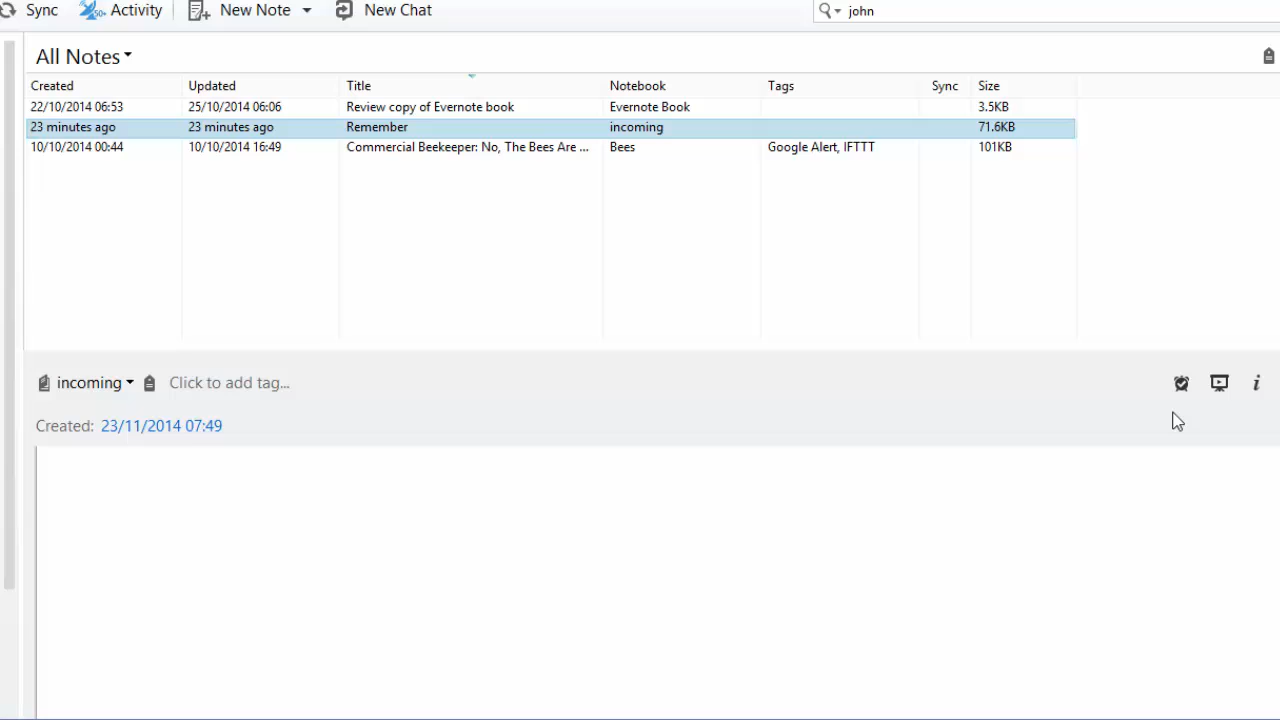 Sync 50+ Activity New Note New Chat john
All Notes
Created Updated Title Notebook Tags Sync Size
22/10/2014 06:53 25/10/2014 06:06 Review copy of Evernote book Evernote Book 3.5KB
23 minutes ago 23 minutes ago Remember incoming 71.6KB
10/10/2014 00:44 10/10/2014 16:49 Commercial Beekeeper: No, The Bees Are ... Bees Google Alert, IFTTT 101KB
incoming Click to add tag...
Created: 23/11/2014 07:49